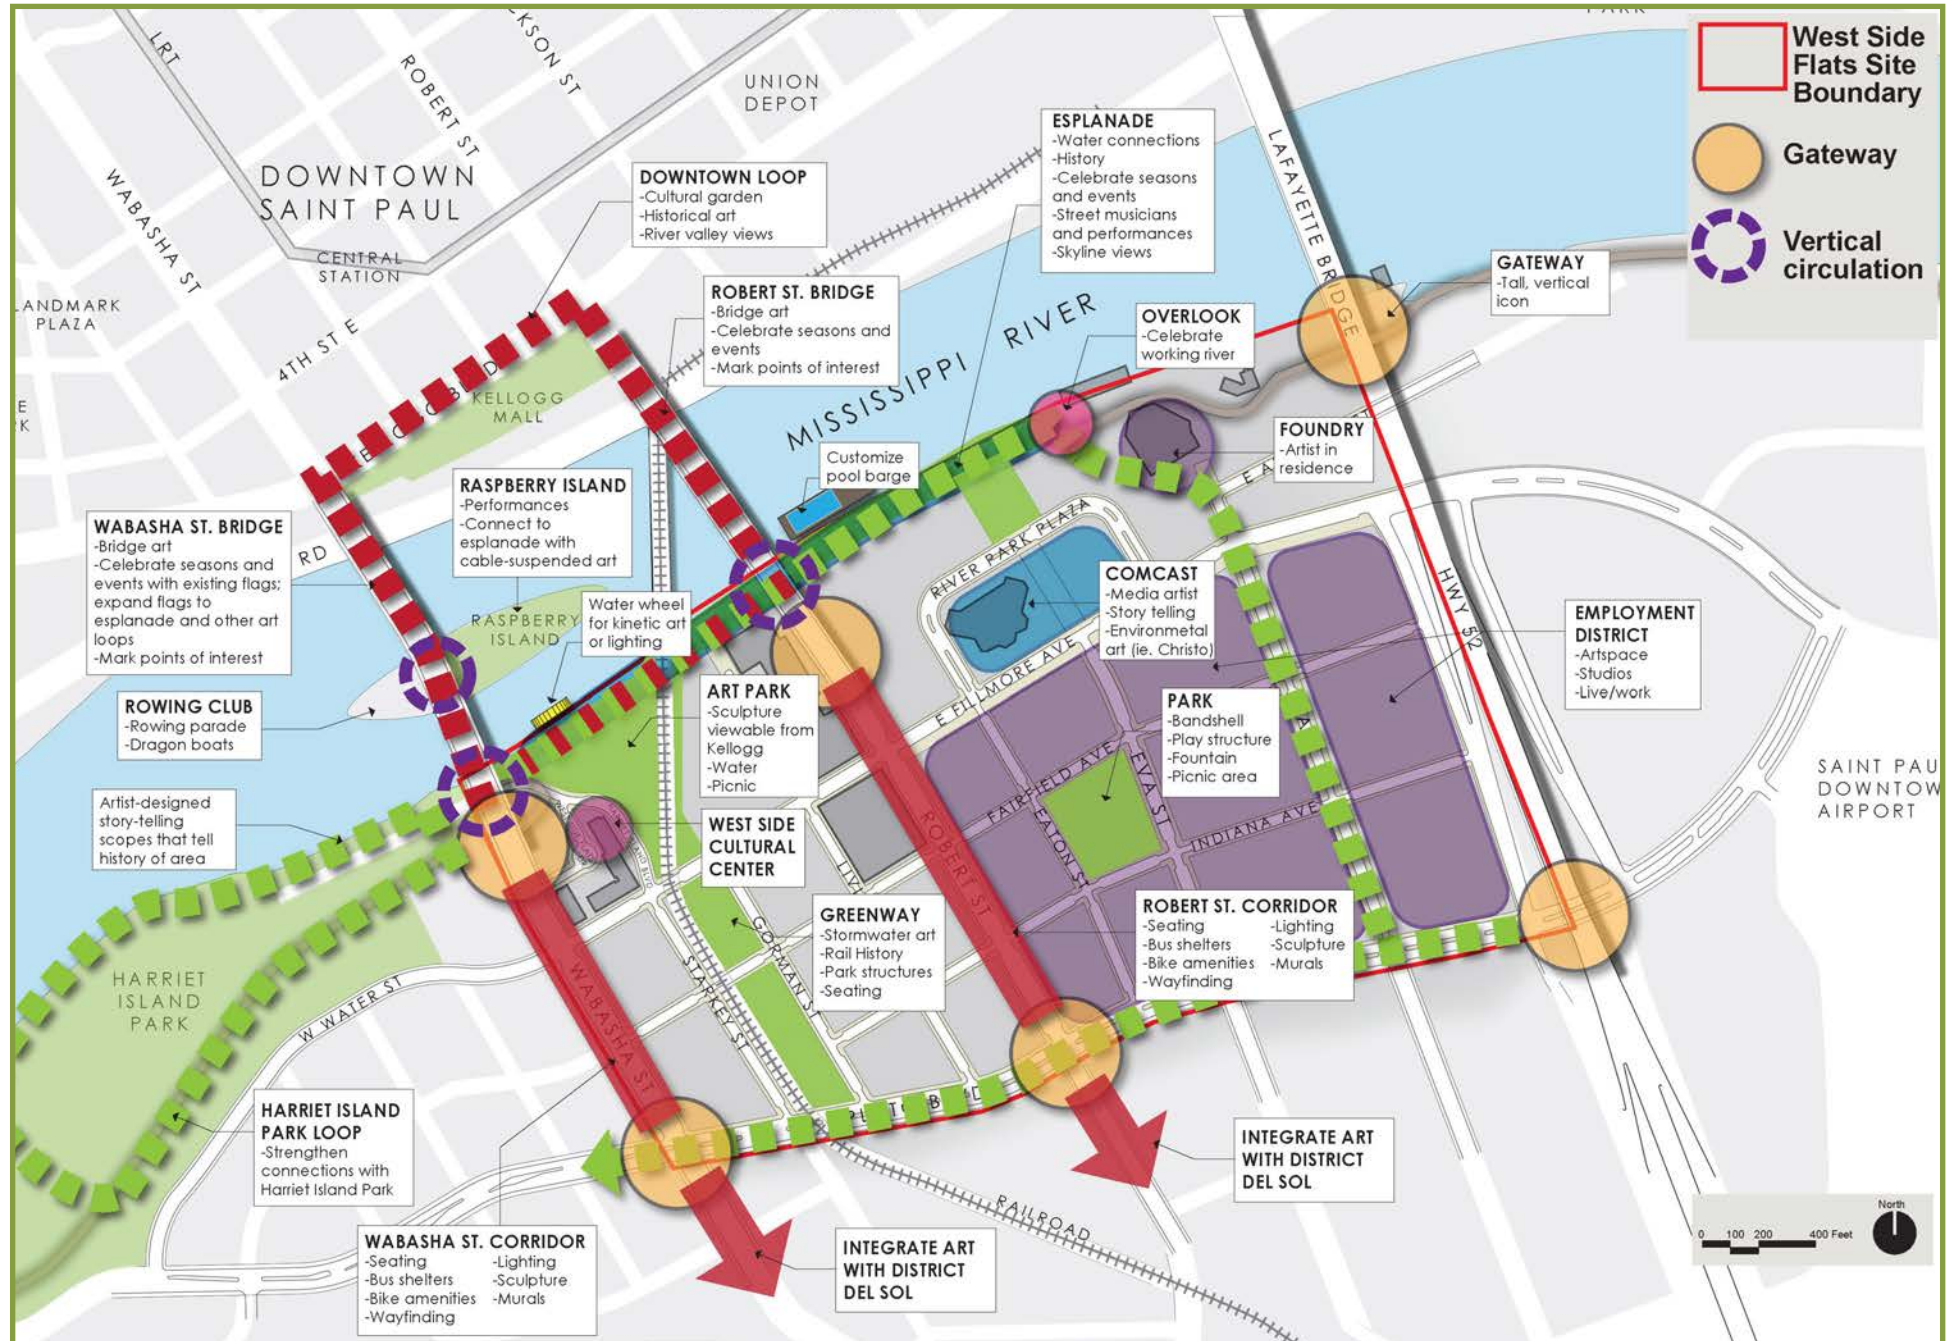 West Side
Flats Site
Boundary
Gateway
Vertical
circulation
LRT
JACKSON ST
ROBERT ST
UNION
DEPOT
DOWNTOWN
SAINT PAUL
WABASHA ST
CENTRAL
STATION
LANDMARK
PLAZA
4TH ST E
KELLOGG
MALL
RD
LAFAYETTE BRIDGE
MISSISSIPPI RIVER
DOWNTOWN LOOP
-Cultural garden
-Historical art
-River valley views
ESPLANADE
-Water connections
-History
-Celebrate seasons
and events
-Street musicians
and performances
-Skyline views
ROBERT ST. BRIDGE
-Bridge art
-Celebrate seasons and
events
-Mark points of interest
OVERLOOK
-Celebrate
working river
GATEWAY
-Tall, vertical
icon
FOUNDRY
-Artist in
residence
Customize
pool barge
RASPBERRY ISLAND
-Performances
-Connect to
esplanade with
cable-suspended art
WABASHA ST. BRIDGE
-Bridge art
-Celebrate seasons and
events with existing flags;
expand flags to
esplanade and other art
loops
-Mark points of interest
RASPBERRY
ISLAND
Water wheel
for kinetic art
or lighting
RIVER PARK PLAZA
COMCAST
-Media artist
-Story telling
-Environmetal
art (ie. Christo)
HWY 52
EMPLOYMENT
DISTRICT
-Artspace
-Studios
-Live/work
ROWING CLUB
-Rowing parade
-Dragon boats
ART PARK
-Sculpture
viewable from
Kellogg
-Water
-Picnic
E FILLMORE AVE
PARK
-Bandshell
-Play structure
-Fountain
-Picnic area
FAIRFIELD AVE
EVA ST
EATON ST
INDIANA AVE
SAINT PAU
DOWNTOW
AIRPORT
Artist-designed
story-telling
scopes that tell
history of area
WEST SIDE
CULTURAL
CENTER
ROBERT ST
GREENWAY
-Stormwater art
-Rail History
-Park structures
-Seating
GORMAN ST
ROBERT ST. CORRIDOR
-Seating
-Bus shelters
-Bike amenities
-Wayfinding
-Lighting
-Sculpture
-Murals
HARRIET
ISLAND
PARK
W WATER ST
WABASHA ST
STARKEY ST
HARRIET ISLAND
PARK LOOP
-Strengthen
connections with
Harriet Island Park
INTEGRATE ART
WITH DISTRICT
DEL SOL
RAILROAD
WABASHA ST. CORRIDOR
-Seating
-Bus shelters
-Bike amenities
-Wayfinding
-Lighting
-Sculpture
-Murals
INTEGRATE ART
WITH DISTRICT
DEL SOL
North
0 100 200 400 Feet